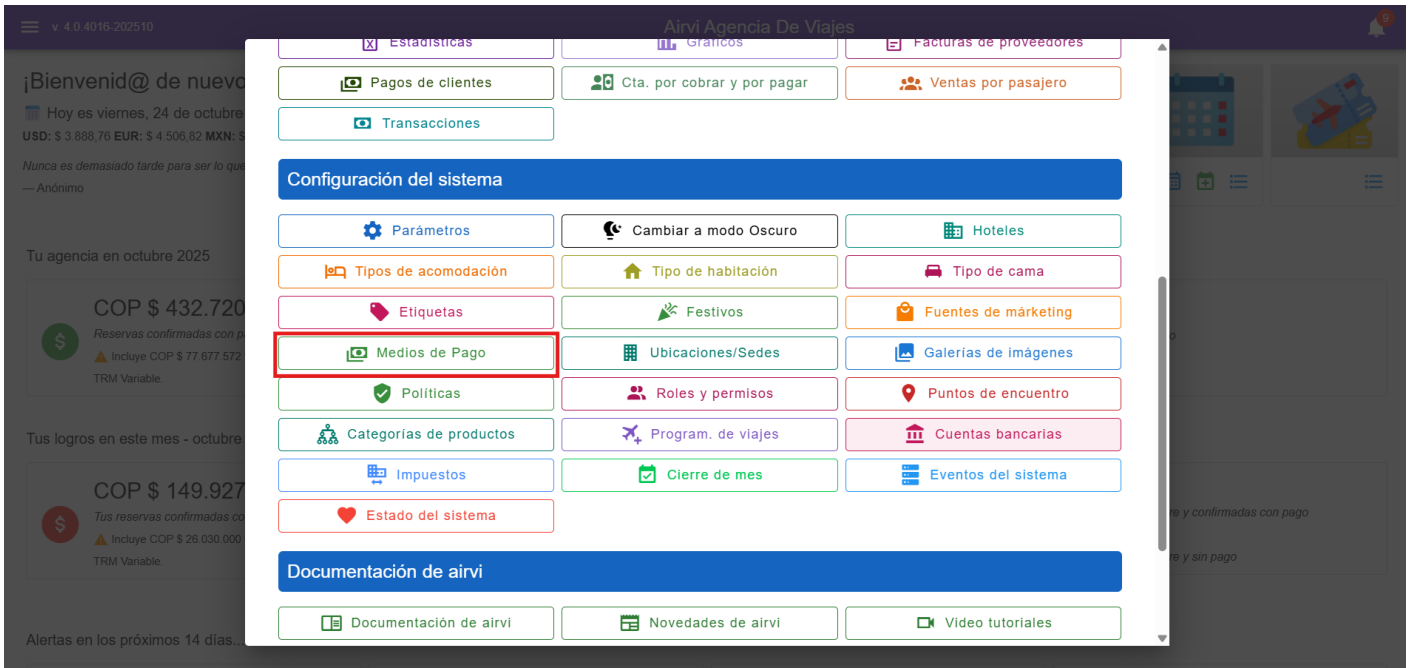 v. 4.0.4016-202510
Airvi Agencia De Viajes
9
¡Bienvenid@ de nuevo
Hoy es viernes, 24 de octubre
USD: $ 3.888,76 EUR: $ 4.506,82 MXN: $
Nunca es demasiado tarde para ser lo que
— Anónimo
Tu agencia en octubre 2025
COP $ 432.720
Reservas confirmadas con p
Incluye COP $ 77.677.572
TRM Variable.
Tus logros en este mes - octubre
COP $ 149.927
Tus reservas confirmadas co
Incluye COP $ 26.030.000
TRM Variable.
Alertas en los próximos 14 días...
Estadísticas
Gráficos
Facturas de proveedores
Pagos de clientes
Cta. por cobrar y por pagar
Ventas por pasajero
Transacciones
Configuración del sistema
Parámetros
Cambiar a modo Oscuro
Hoteles
Tipos de acomodación
Tipo de habitación
Tipo de cama
Etiquetas
Festivos
Fuentes de márketing
Medios de Pago
Ubicaciones/Sedes
Galerías de imágenes
Políticas
Roles y permisos
Puntos de encuentro
Categorías de productos
Program. de viajes
Cuentas bancarias
Impuestos
Cierre de mes
Eventos del sistema
Estado del sistema
Documentación de airvi
Documentación de airvi
Novedades de airvi
Video tutoriales
o
re y confirmadas con pago
re y sin pago